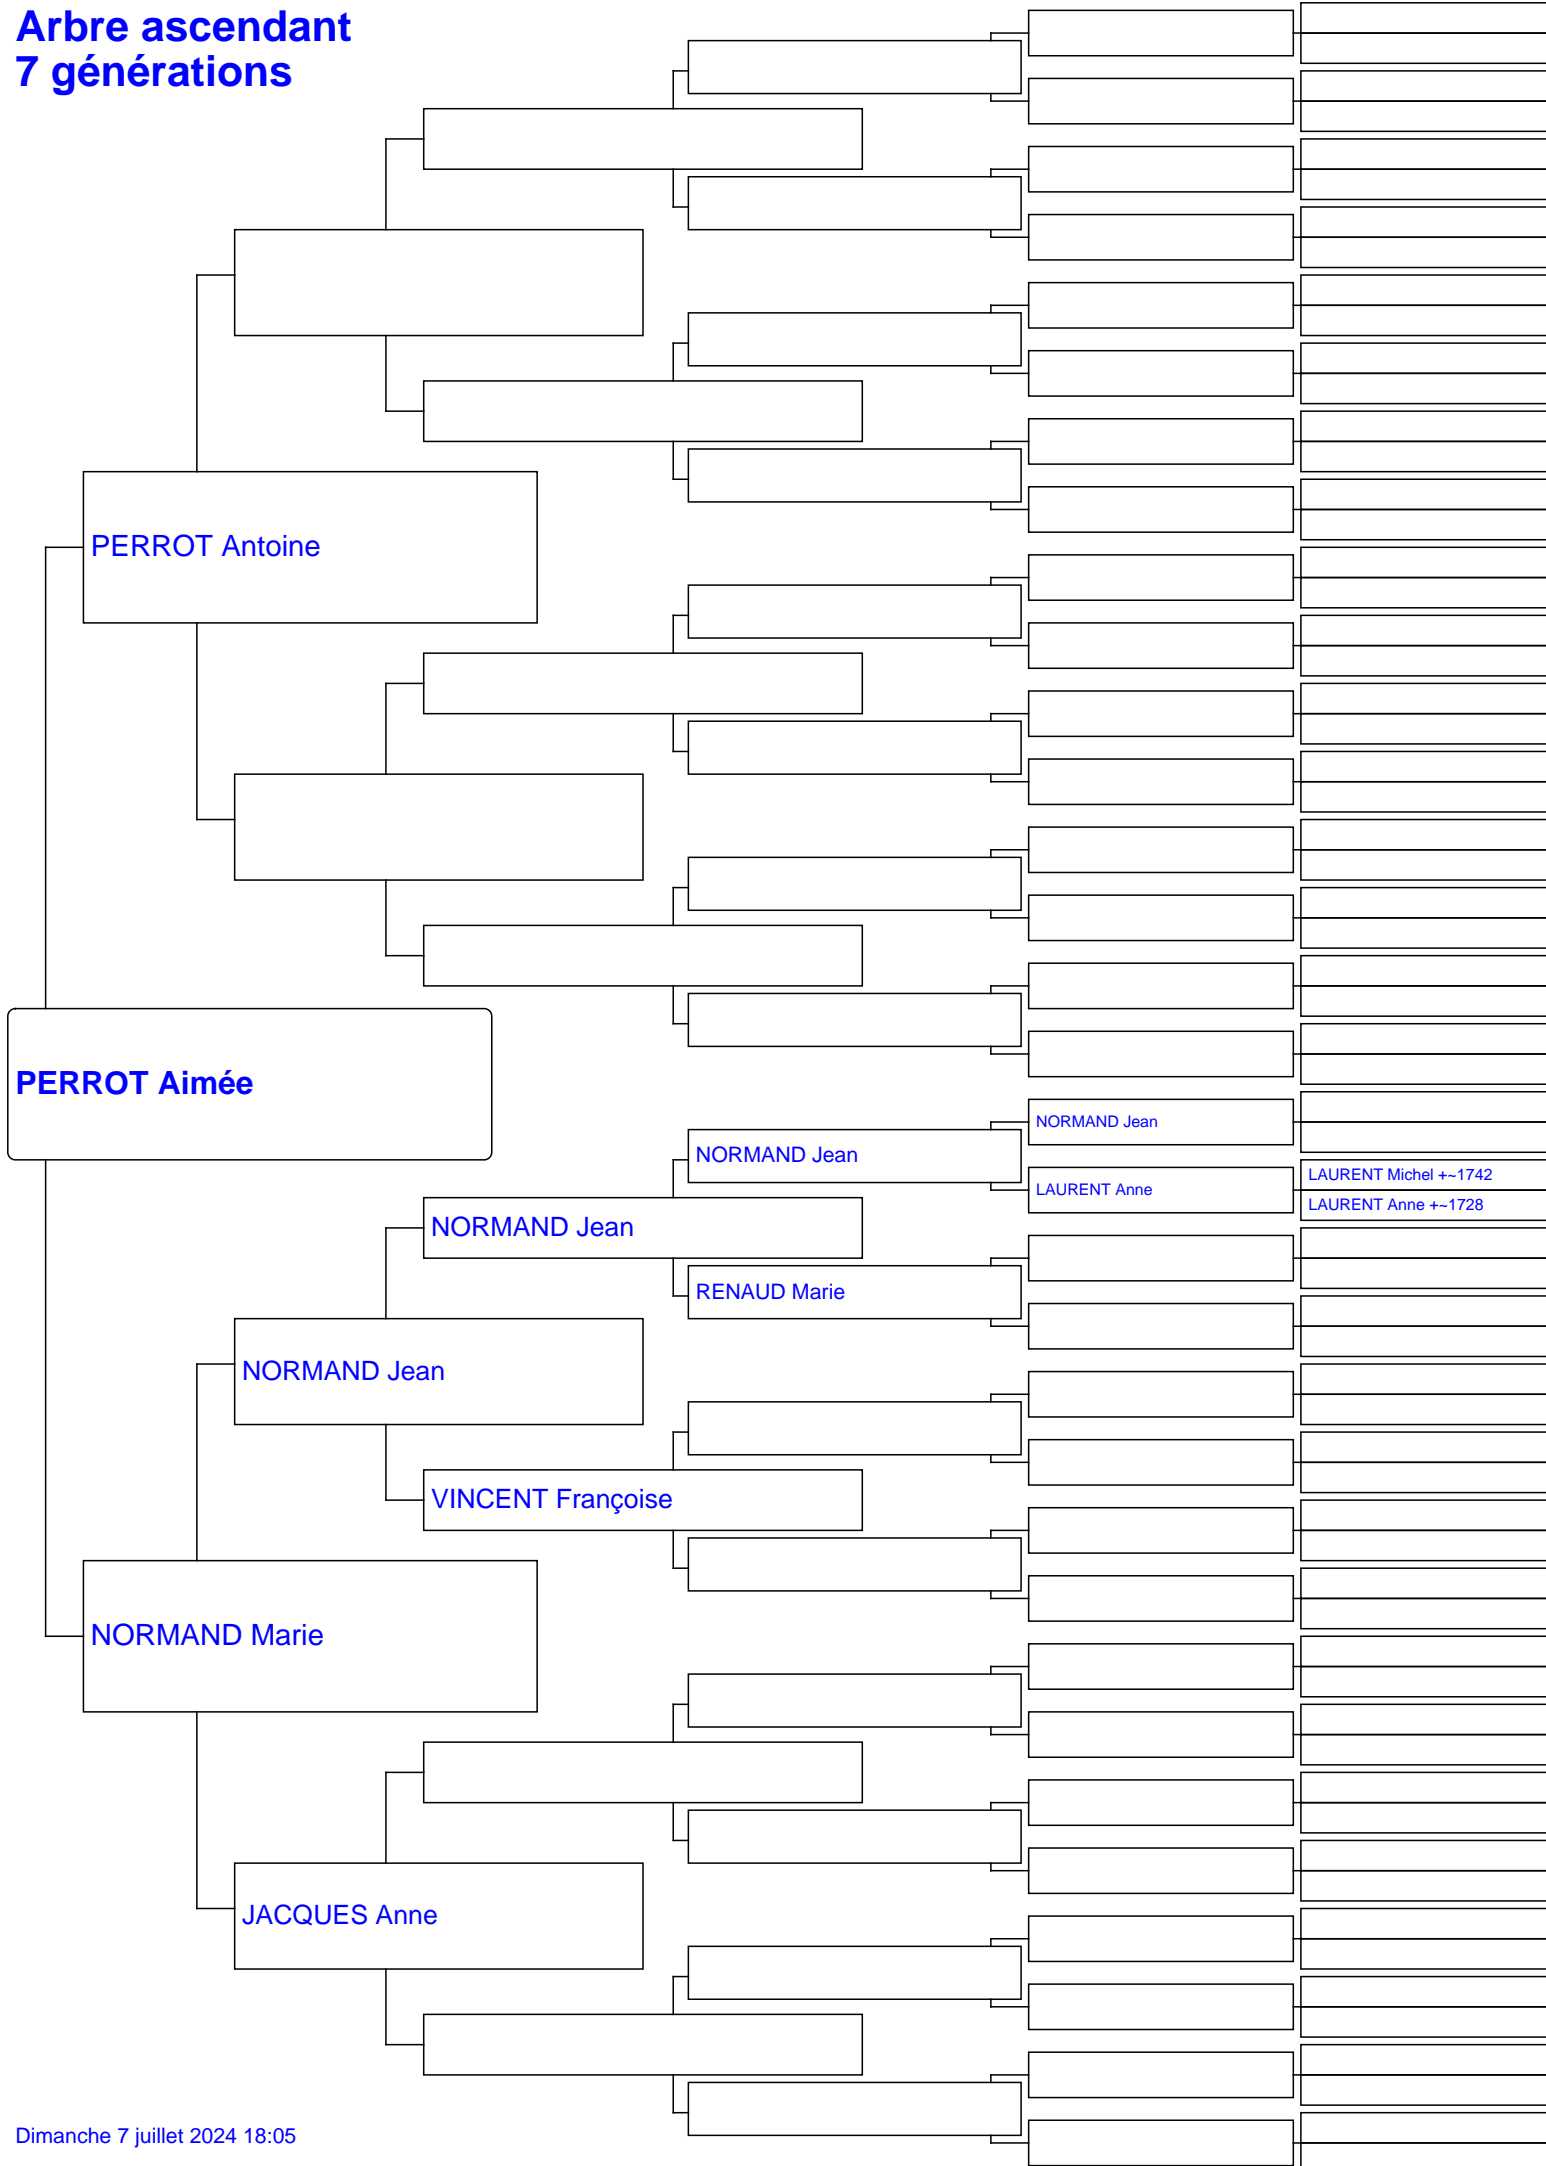 Arbre ascendant
7 générations
PERROT Antoine
PERROT Aimée
NORMAND Jean
NORMAND Jean
LAURENT Michel +~1742
LAURENT Anne
LAURENT Anne +~1728
NORMAND Jean
RENAUD Marie
NORMAND Jean
VINCENT Françoise
NORMAND Marie
JACQUES Anne
Dimanche 7 juillet 2024 18:05